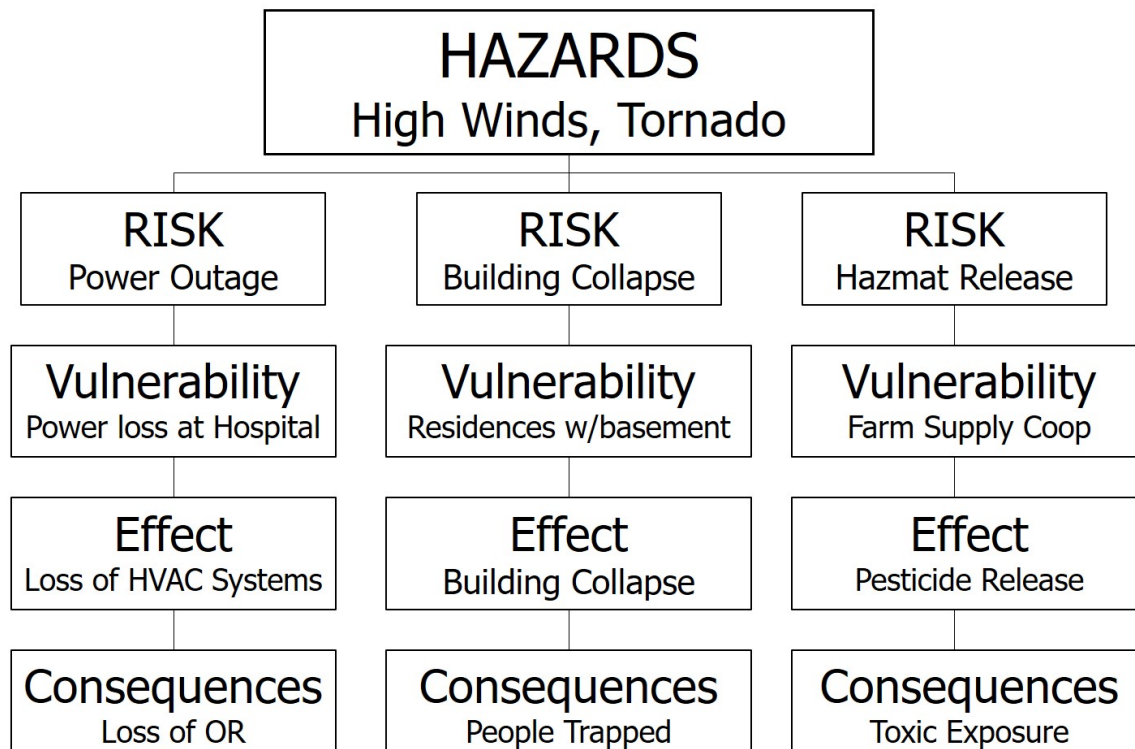 HAZARDS
High Winds, Tornado
RISK
Power Outage
RISK
Building Collapse
RISK
Hazmat Release
Vulnerability
Power loss at Hospital
Vulnerability
Residences w/basement
Vulnerability
Farm Supply Coop
Effect
Loss of HVAC Systems
Effect
Building Collapse
Effect
Pesticide Release
Consequences
Loss of OR
Consequences
People Trapped
Consequences
Toxic Exposure